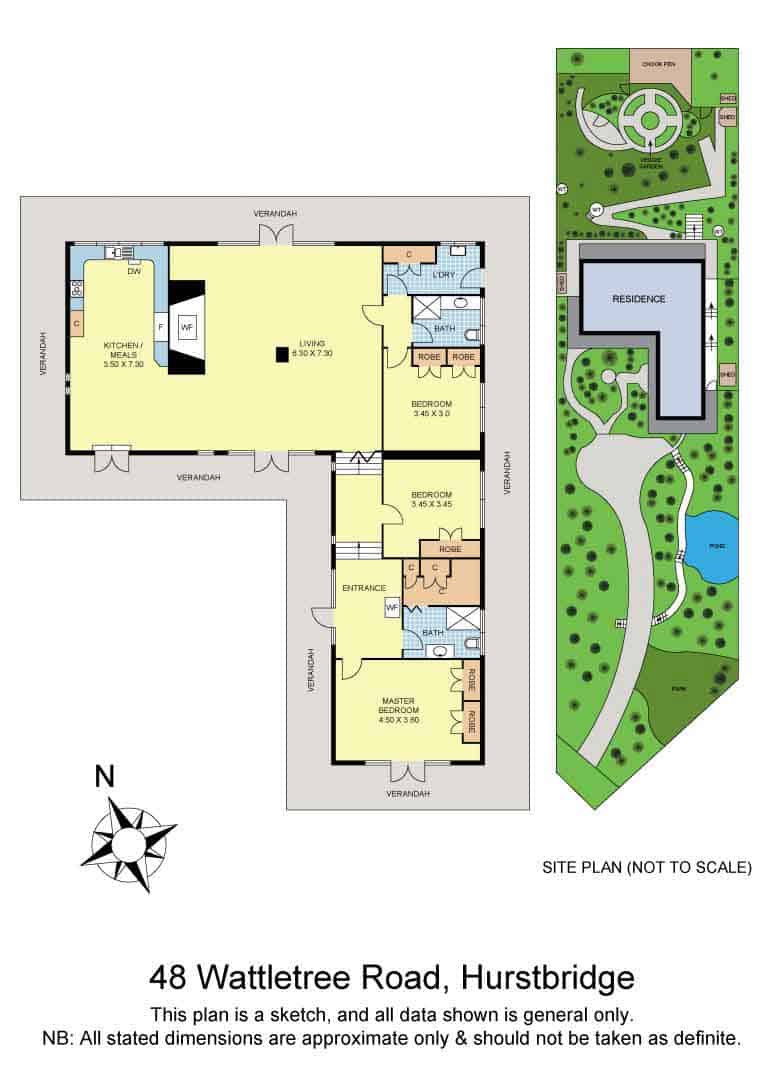 CHOOK PEN
SHED
SHED
VEGGIE
GARDEN
WT
WT
WT
SHED
RESIDENCE
SHED
POND
PARK
VERANDAH
C
L'DRY
DW
C
F
WF
KITCHEN /
MEALS
5.50 X 7.30
LIVING
8.30 X 7.30
BATH
ROBE
ROBE
BEDROOM
3.45 X 3.0
VERANDAH
VERANDAH
VERANDAH
BEDROOM
3.45 X 3.45
ROBE
ENTRANCE
C
C
C
WF
BATH
VERANDAH
MASTER
BEDROOM
4.50 X 3.60
ROBE
ROBE
VERANDAH
N
SITE PLAN (NOT TO SCALE)
48 Wattletree Road, Hurstbridge
This plan is a sketch, and all data shown is general only.
NB: All stated dimensions are approximate only & should not be taken as definite.